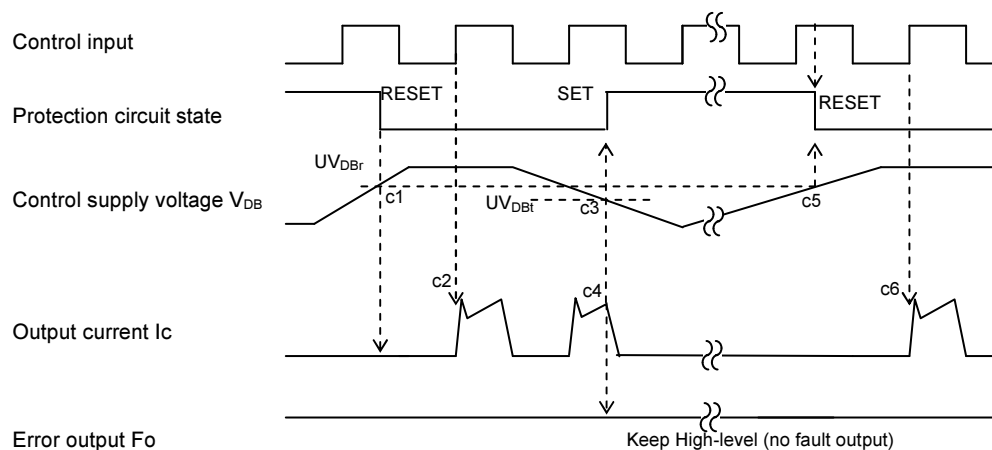 Control input
RESET
SET
RESET
Protection circuit state
UVDBr
c1
Control supply voltage VDB
UVDBt
c3
c5
c2
c4
c6
Output current Ic
Error output Fo
Keep High-level (no fault output)